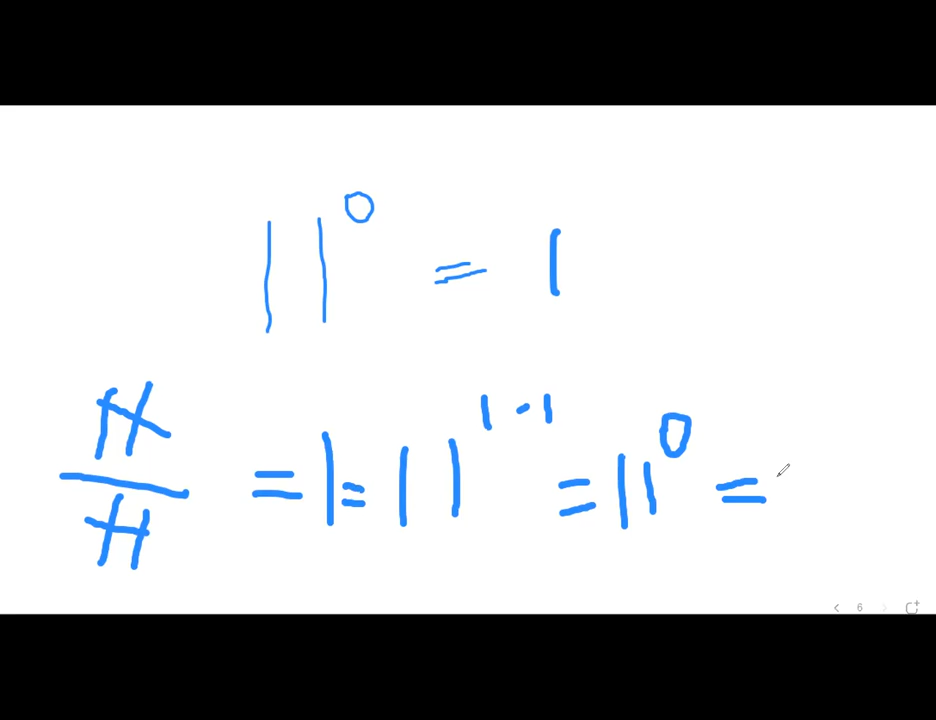 11⁰ = 1
11/11 = 1 = 11¹⁻¹ = 11⁰ =
6